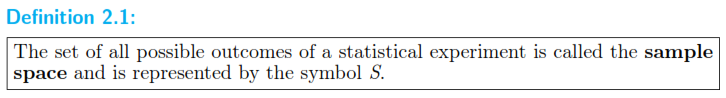 Definition 2.1:
The set of all possible outcomes of a statistical experiment is called the sample
space and is represented by the symbol S.